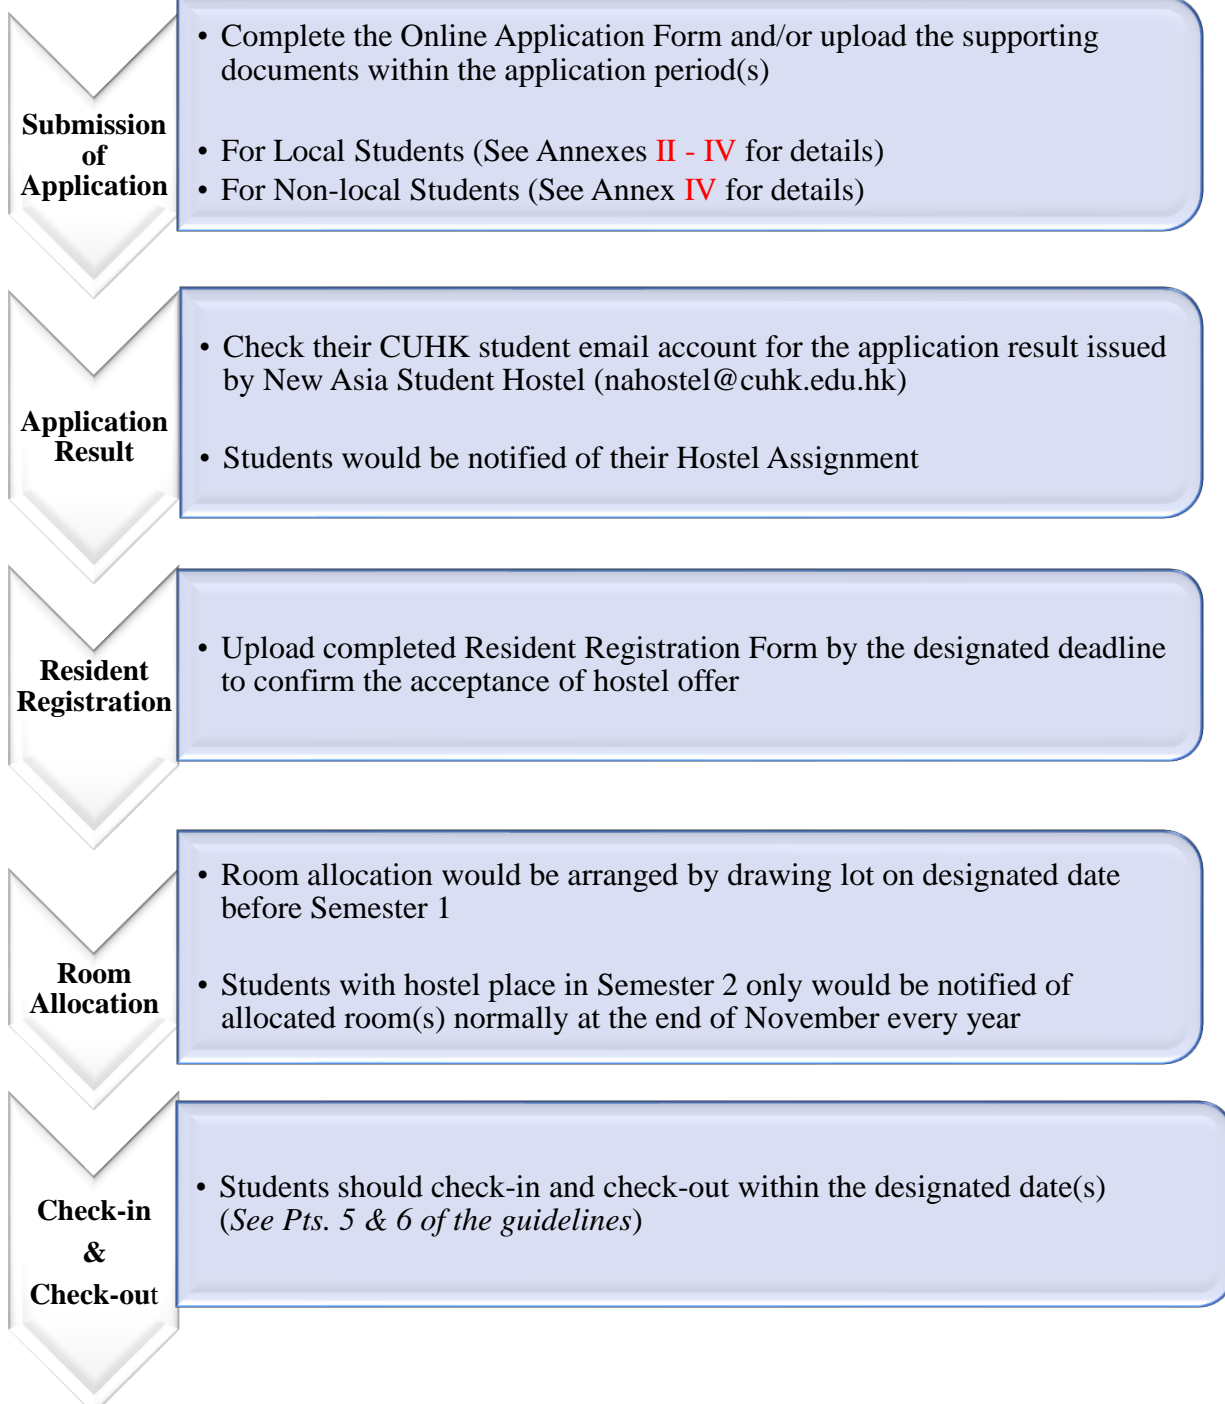 Submission
of
Application
• Complete the Online Application Form and/or upload the supporting
documents within the application period(s)
• For Local Students (See Annexes II - IV for details)
• For Non-local Students (See Annex IV for details)
Application
Result
• Check their CUHK student email account for the application result issued
by New Asia Student Hostel (nahostel@cuhk.edu.hk)
• Students would be notified of their Hostel Assignment
Resident
Registration
• Upload completed Resident Registration Form by the designated deadline
to confirm the acceptance of hostel offer
Room
Allocation
• Room allocation would be arranged by drawing lot on designated date
before Semester 1
• Students with hostel place in Semester 2 only would be notified of
allocated room(s) normally at the end of November every year
Check-in
&
Check-out
• Students should check-in and check-out within the designated date(s)
(See Pts. 5 & 6 of the guidelines)